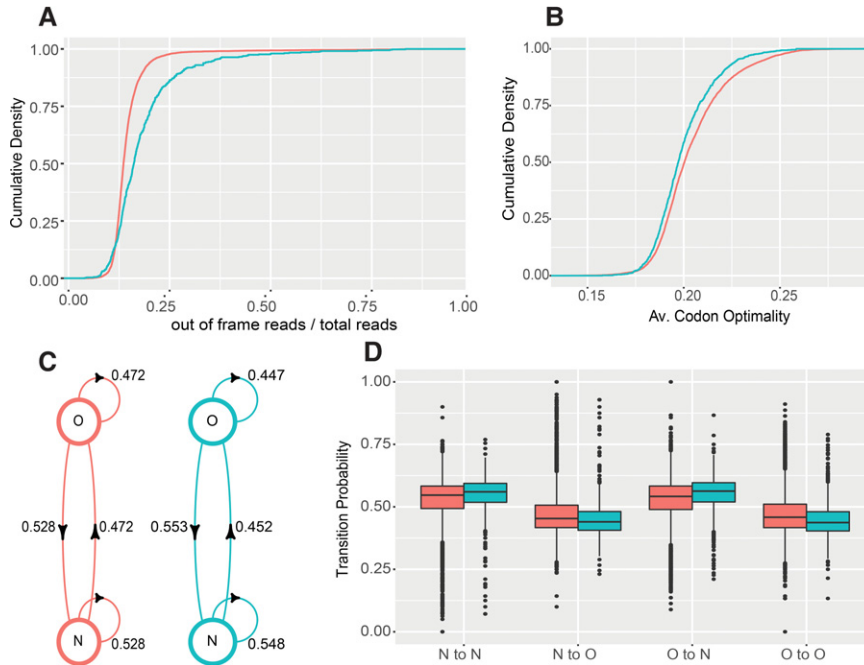 A
Cumulative Density
1.00
0.75
0.50
0.25
0.00
0.00 0.25 0.50 0.75 1.00
out of frame reads / total reads
B
Cumulative Density
1.00
0.75
0.50
0.25
0.00
0.15 0.20 0.25
Av. Codon Optimality
C
0.472 0.447
O O
0.528 0.472 0.553 0.452
N N
0.528 0.548
D
Transition Probability
1.00
0.75
0.50
0.25
0.00
N to N N to O O to N O to O